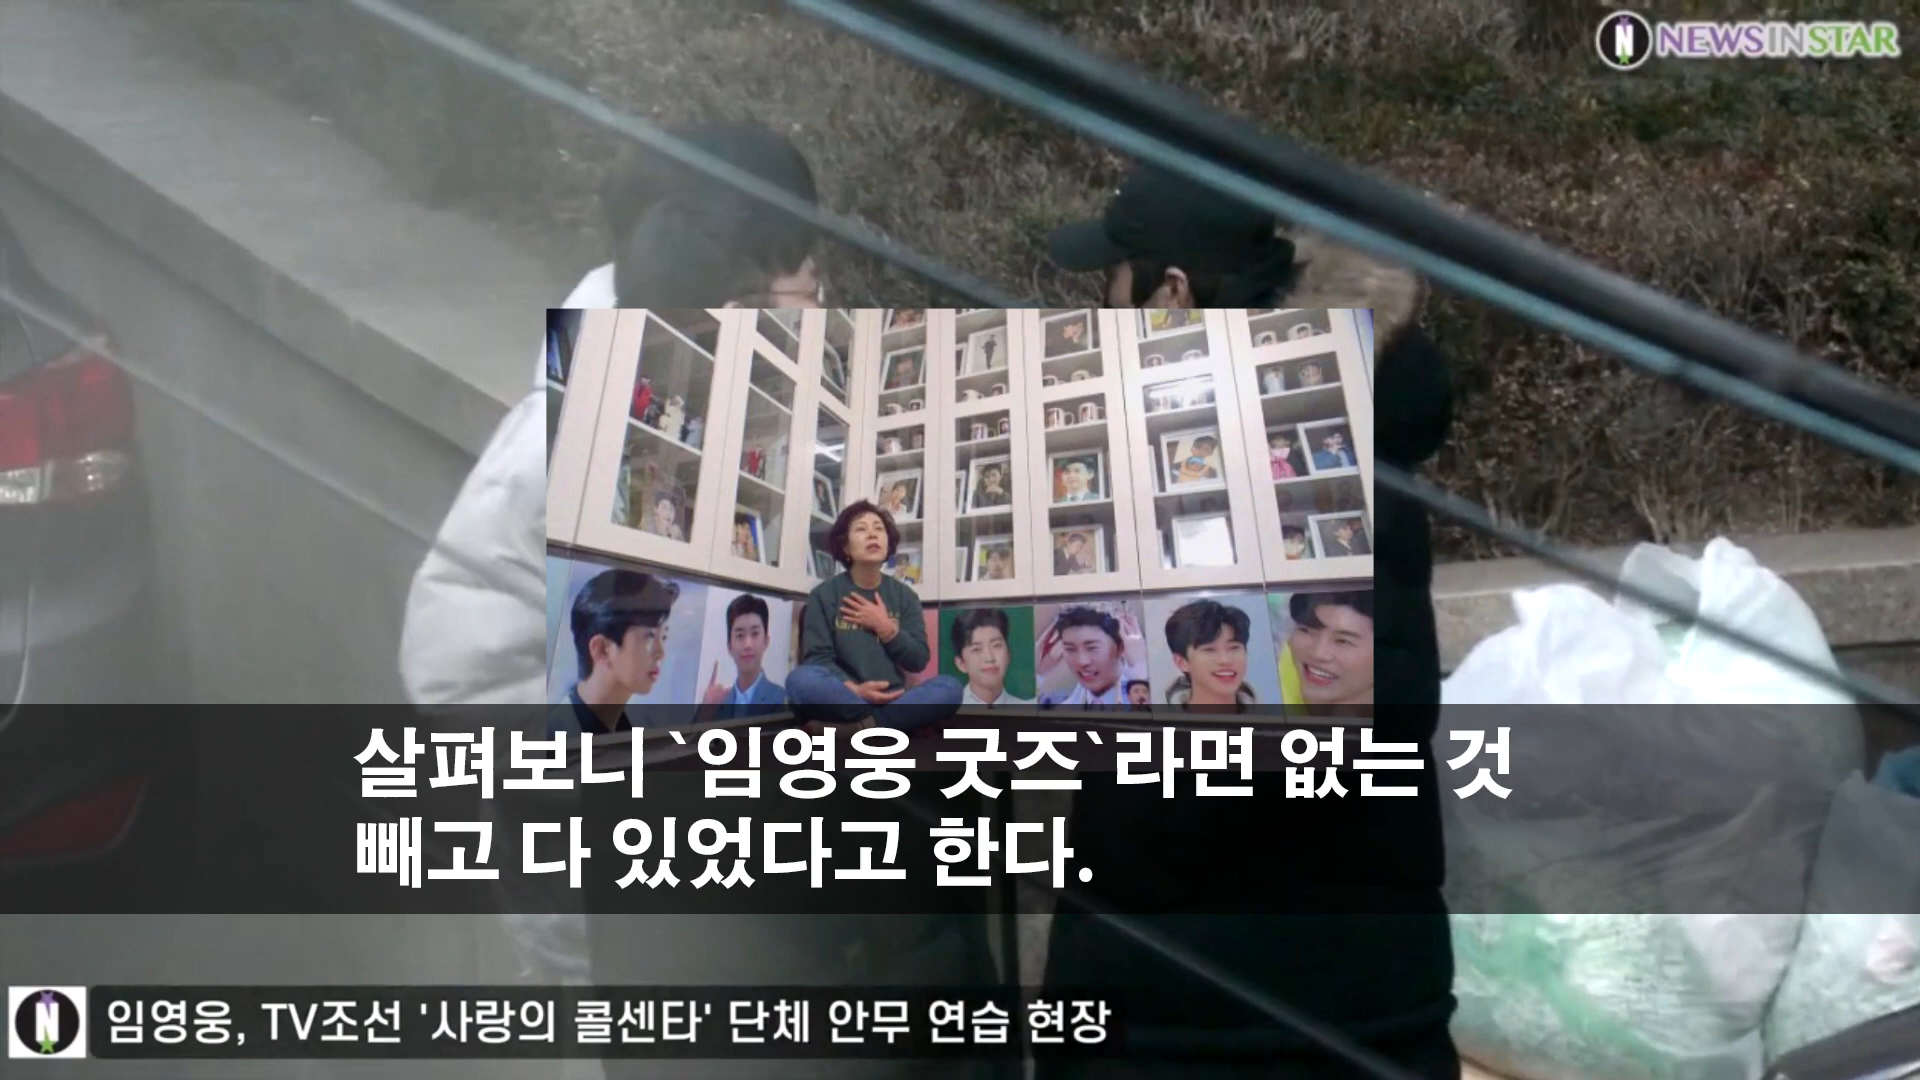 NEWSINSTAR
살펴보니 `임영웅 굿즈`라면 없는 것
빼고 다 있었다고 한다.
N 임영웅, TV조선 '사랑의 콜센타' 단체 안무 연습 현장